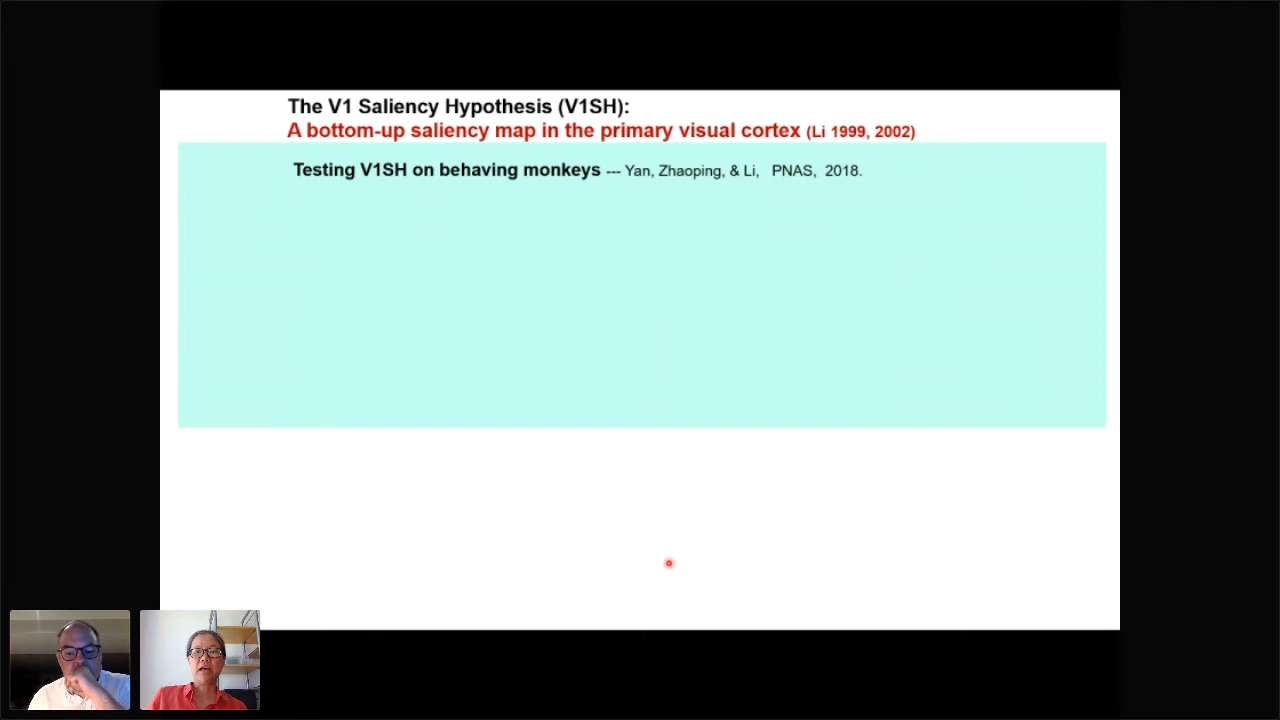 The V1 Saliency Hypothesis (V1SH):
A bottom-up saliency map in the primary visual cortex (Li 1999, 2002)
Testing V1SH on behaving monkeys --- Yan, Zhaoping, & Li, PNAS, 2018.